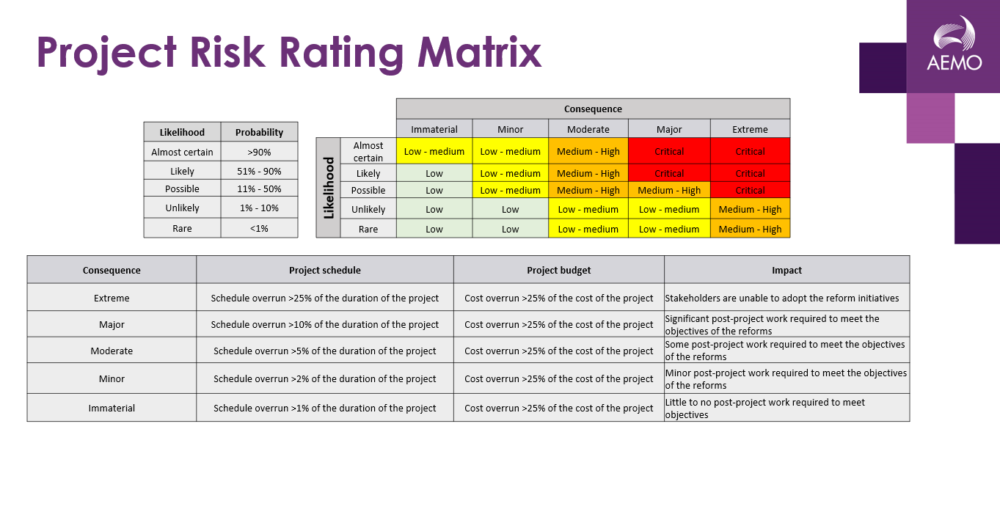 Project Risk Rating Matrix
AEMO
Likelihood Probability
Almost certain >90%
Likely 51% - 90%
Possible 11% - 50%
Unlikely 1% - 10%
Rare <1%
Consequence
Immaterial Minor Moderate Major Extreme
Likelihood
Almost
certain
Low - medium Low - medium Medium - High Critical Critical
Likely Low Low - medium Medium - High Critical Critical
Possible Low Low - medium Medium - High Medium - High Critical
Unlikely Low Low Low - medium Low - medium Medium - High
Rare Low Low Low - medium Low - medium Medium - High
Consequence Project schedule Project budget Impact
Extreme Schedule overrun >25% of the duration of the project Cost overrun >25% of the cost of the project Stakeholders are unable to adopt the reform initiatives
Major Schedule overrun >10% of the duration of the project Cost overrun >25% of the cost of the project Significant post-project work required to meet the
objectives of the reforms
Moderate Schedule overrun >5% of the duration of the project Cost overrun >25% of the cost of the project Some post-project work required to meet the objectives
of the reforms
Minor Schedule overrun >2% of the duration of the project Cost overrun >25% of the cost of the project Minor post-project work required to meet the objectives
of the reforms
Immaterial Schedule overrun >1% of the duration of the project Cost overrun >25% of the cost of the project Little to no post-project work required to meet
objectives